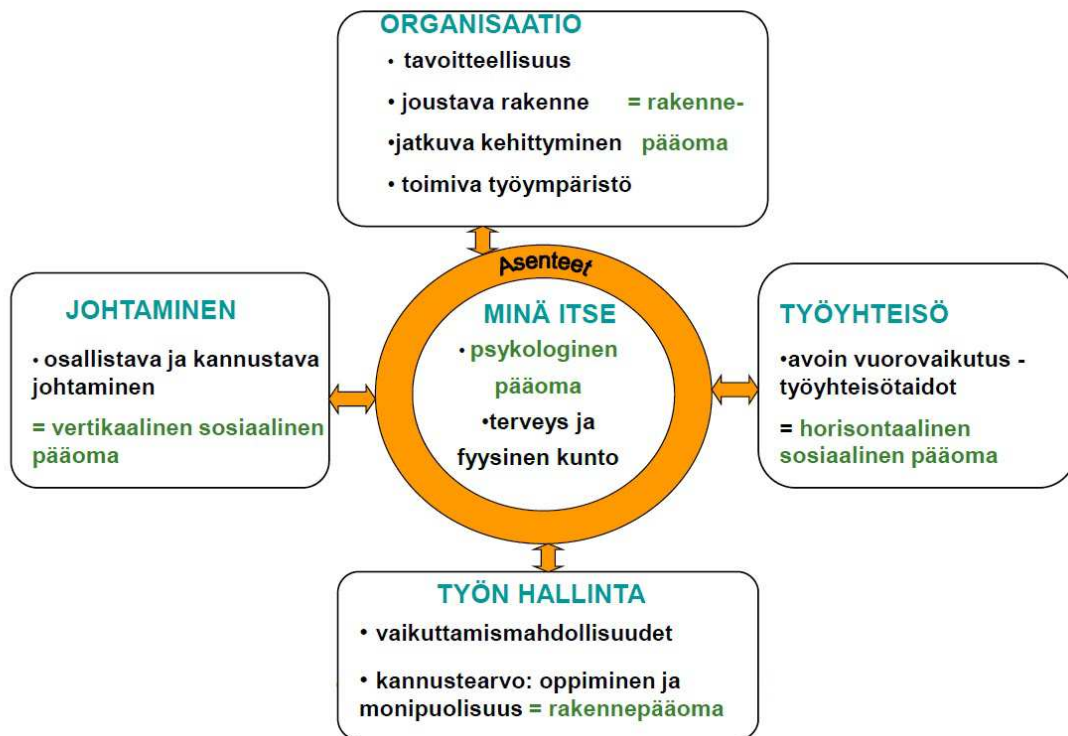 ORGANISAATIO
• tavoitteellisuus
• joustava rakenne = rakenne-
•jatkuva kehittyminen pääoma
• toimiva työympäristö
Asenteet
JOHTAMINEN
• osallistava ja kannustava
johtaminen
= vertikaalinen sosiaalinen
pääoma
MINÄ ITSE
• psykologinen
pääoma
•terveys ja
fyysinen kunto
TYÖYHTEISÖ
•avoin vuorovaikutus -
työyhteisötaidot
= horisontaalinen
sosiaalinen pääoma
TYÖN HALLINTA
• vaikuttamismahdollisuudet
• kannustearvo: oppiminen ja
monipuolisuus = rakennepääoma